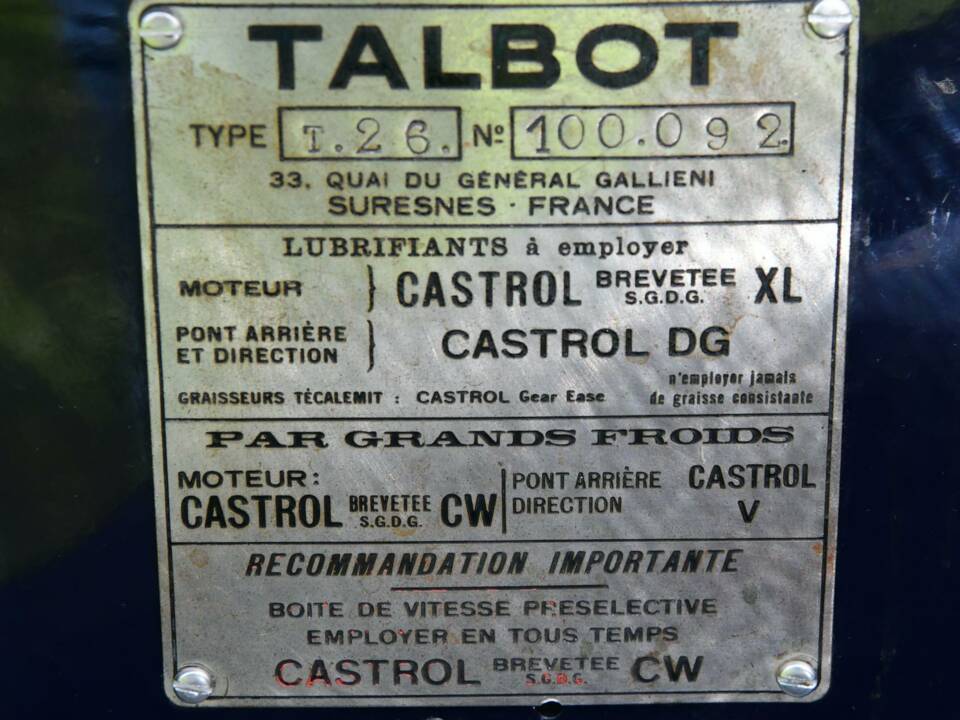 TALBOT
TYPE T.26. Nº 100.092.
33, QUAI DU GÉNÉRAL GALLIENI
SURESNES · FRANCE
LUBRIFIANTS à employer
MOTEUR } CASTROL BREVETEE S.G.D.G. XL
PONT ARRIÈRE ET DIRECTION } CASTROL DG
GRAISSEURS TÉCALEMIT : CASTROL Gear Ease n'employer jamais de graisse consistante
PAR GRANDS FROIDS
MOTEUR: CASTROL BREVETEE S.G.D.G. CW
PONT ARRIÈRE DIRECTION CASTROL V
RECOMMANDATION IMPORTANTE
BOITE DE VITESSE PRESELECTIVE
EMPLOYER EN TOUS TEMPS
CASTROL BREVETEE S.G.D.G. CW